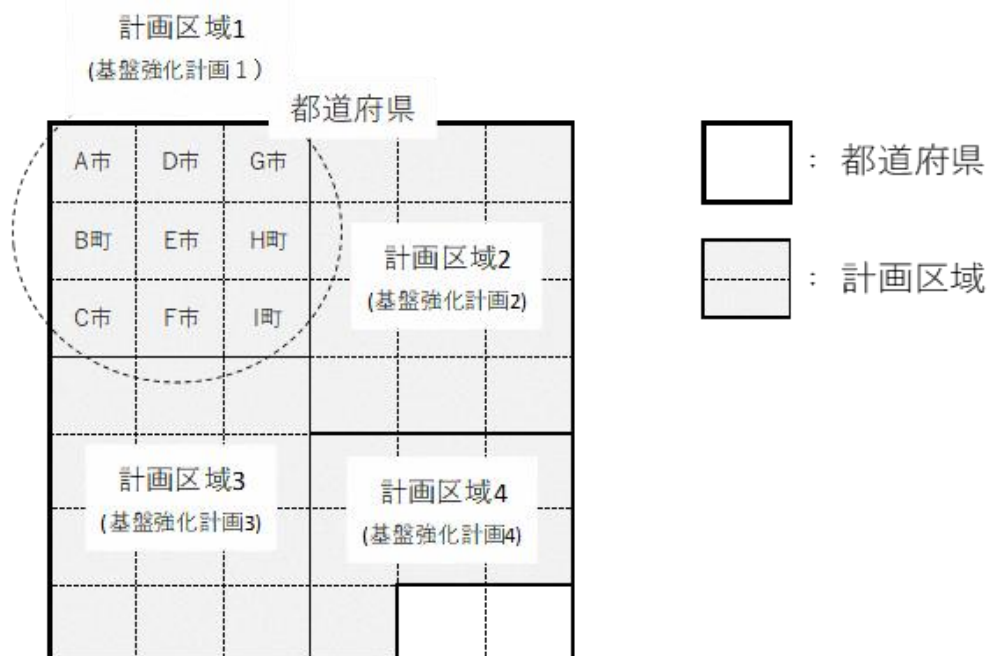 計画区域1
(基盤強化計画１）
都道府県
A市
D市
G市
B町
E市
H町
C市
F市
I町
計画区域2
(基盤強化計画2)
計画区域3
(基盤強化計画3)
計画区域4
(基盤強化計画4)
：都道府県
：計画区域